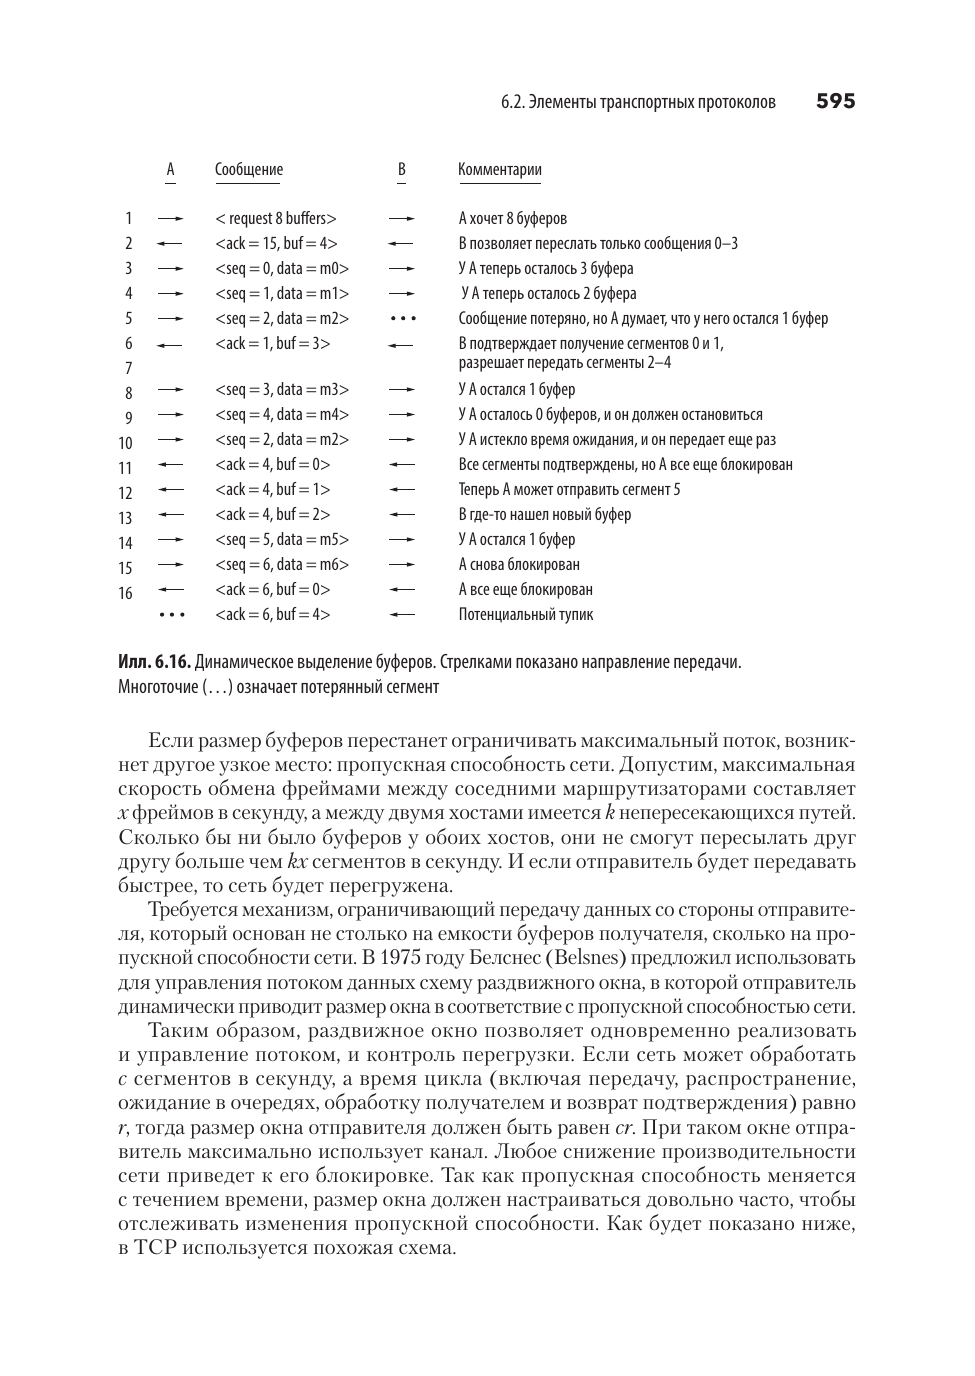 6.2. Элементы транспортных протоколов 595
А Сообщение В Комментарии
1 < request 8 buffers> А хочет 8 буферов
2 <ack = 15, buf = 4> В позволяет переслать только сообщения 0–3
3 <seq = 0, data = m0> У А теперь осталось 3 буфера
4 <seq = 1, data = m1> У А теперь осталось 2 буфера
5 <seq = 2, data = m2> • • • Сообщение потеряно, но А думает, что у него остался 1 буфер
6 <ack = 1, buf = 3> В подтверждает получение сегментов 0 и 1,
7 разрешает передать сегменты 2–4
8 <seq = 3, data = m3> У А остался 1 буфер
9 <seq = 4, data = m4> У А осталось 0 буферов, и он должен остановиться
10 <seq = 2, data = m2> У А истекло время ожидания, и он передает еще раз
11 <ack = 4, buf = 0> Все сегменты подтверждены, но А все еще блокирован
12 <ack = 4, buf = 1> Теперь А может отправить сегмент 5
13 <ack = 4, buf = 2> В где-то нашел новый буфер
14 <seq = 5, data = m5> У А остался 1 буфер
15 <seq = 6, data = m6> А снова блокирован
16 <ack = 6, buf = 0> А все еще блокирован
• • • <ack = 6, buf = 4> Потенциальный тупик
Илл. 6.16. Динамическое выделение буферов. Стрелками показано направление передачи.
Многоточие (…) означает потерянный сегмент
Если размер буферов перестанет ограничивать максимальный поток, возник-
нет другое узкое место: пропускная способность сети. Допустим, максимальная
скорость обмена фреймами между соседними маршрутизаторами составляет
x фреймов в секунду, а между двумя хостами имеется k непересекающихся путей.
Сколько бы ни было буферов у обоих хостов, они не смогут пересылать друг
другу больше чем kx сегментов в секунду. И если отправитель будет передавать
быстрее, то сеть будет перегружена.
Требуется механизм, ограничивающий передачу данных со стороны отправите-
ля, который основан не столько на емкости буферов получателя, сколько на про-
пускной способности сети. В 1975 году Белснес (Belsnes) предложил использовать
для управления потоком данных схему раздвижного окна, в которой отправитель
динамически приводит размер окна в соответствие с пропускной способностью сети.
Таким образом, раздвижное окно позволяет одновременно реализовать
и управление потоком, и контроль перегрузки. Если сеть может обработать
c сегментов в секунду, а время цикла (включая передачу, распространение,
ожидание в очередях, обработку получателем и возврат подтверждения) равно
r, тогда размер окна отправителя должен быть равен cr. При таком окне отпра-
витель максимально использует канал. Любое снижение производительности
сети приведет к его блокировке. Так как пропускная способность меняется
с течением времени, размер окна должен настраиваться довольно часто, чтобы
отслеживать изменения пропускной способности. Как будет показано ниже,
в TCP используется похожая схема.